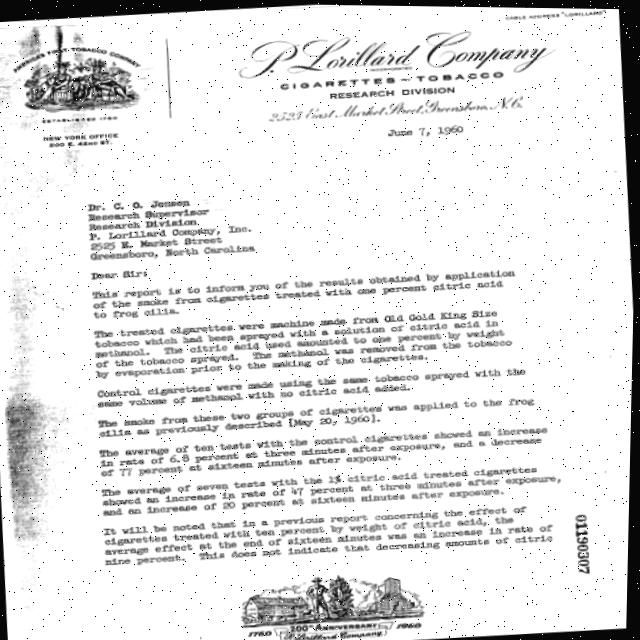 CABLE ADDRESS "LORILLARD"
P. Lorillard Company
CIGARETTES - TOBACCO
RESEARCH DIVISION
2525 East Market Street, Greensboro, N.C.
ESTABLISHED 1760
NEW YORK OFFICE
200 E. 42ND ST.
June 7, 1960
Dr. C. O. Jensen
Research Supervisor
Research Division
P. Lorillard Company, Inc.
2525 E. Market Street
Greensboro, North Carolina
Dear Sir:
This report is to inform you of the results obtained by application
of the smoke from cigarettes treated with one percent citric acid
to frog cilia.
The treated cigarettes were machine made from Old Gold King Size
tobacco which had been sprayed with a solution of citric acid in
methanol. The citric acid used amounted to one percent by weight
of the tobacco sprayed. The methanol was removed from the tobacco
by evaporation prior to the making of the cigarettes.
Control cigarettes were made using the same tobacco sprayed with the
same volume of methanol with no citric acid added.
The smoke from these two groups of cigarettes was applied to the frog
cilia as previously described [May 20, 1960].
The average of ten tests with the control cigarettes showed an increase
in rate of 6.8 percent at three minutes after exposure, and a decrease
of 77 percent at sixteen minutes after exposure.
The average of seven tests with the 1% citric acid treated cigarettes
showed an increase in rate of 47 percent at three minutes after exposure,
and an increase of 20 percent at sixteen minutes after exposure.
It will be noted that in a previous report concerning the effect of
cigarettes treated with ten percent by weight of citric acid, the
average effect at the end of sixteen minutes was an increase in rate of
nine percent. This does not indicate that decreasing amounts of citric
01190307
1760 200TH ANNIVERSARY 1960
P. Lorillard Company